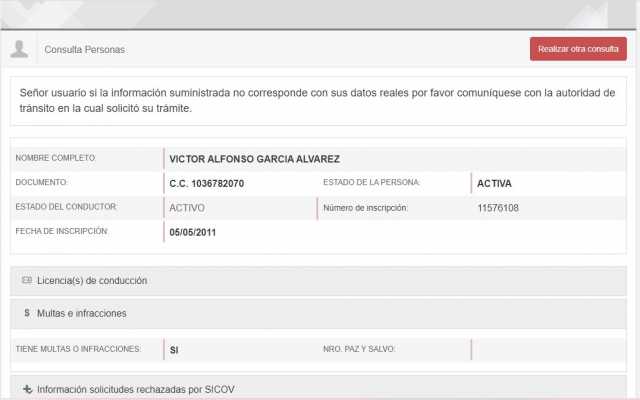 Consulta Personas
Realizar otra consulta
Señor usuario si la información suministrada no corresponde con sus datos reales por favor comuníquese con la autoridad de
tránsito en la cual solicitó su trámite.
NOMBRE COMPLETO: VICTOR ALFONSO GARCIA ALVAREZ
DOCUMENTO: C.C. 1036782070 ESTADO DE LA PERSONA: ACTIVA
ESTADO DEL CONDUCTOR: ACTIVO Número de inscripción: 11576108
FECHA DE INSCRIPCIÓN 05/05/2011
Licencia(s) de conducción
$ Multas e infracciones
TIENE MULTAS O INFRACCIONES: SI NRO. PAZ Y SALVO:
Información solicitudes rechazadas por SICOV